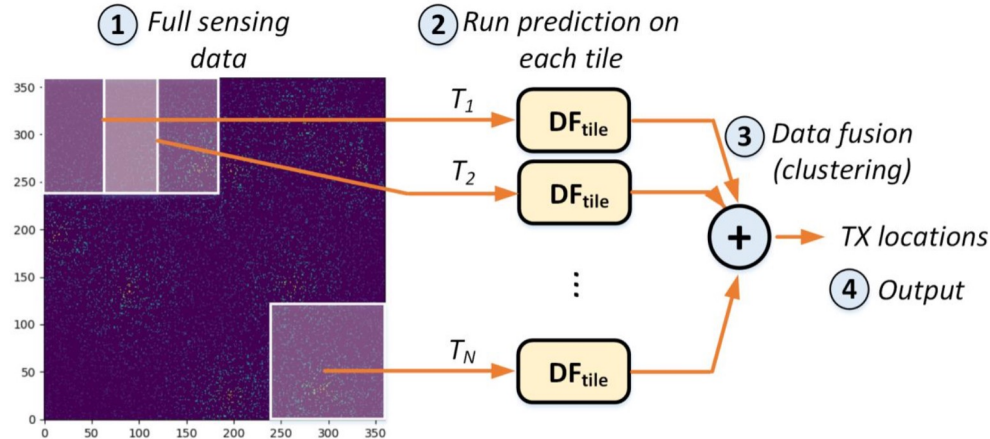 1 Full sensing
data
2 Run prediction on
each tile
350
300
250
200
150
100
50
0
0 50 100 150 200 250 300 350
T1
DFtile
T2
DFtile
⋮
TN
DFtile
3 Data fusion
(clustering)
+
TX locations
4 Output